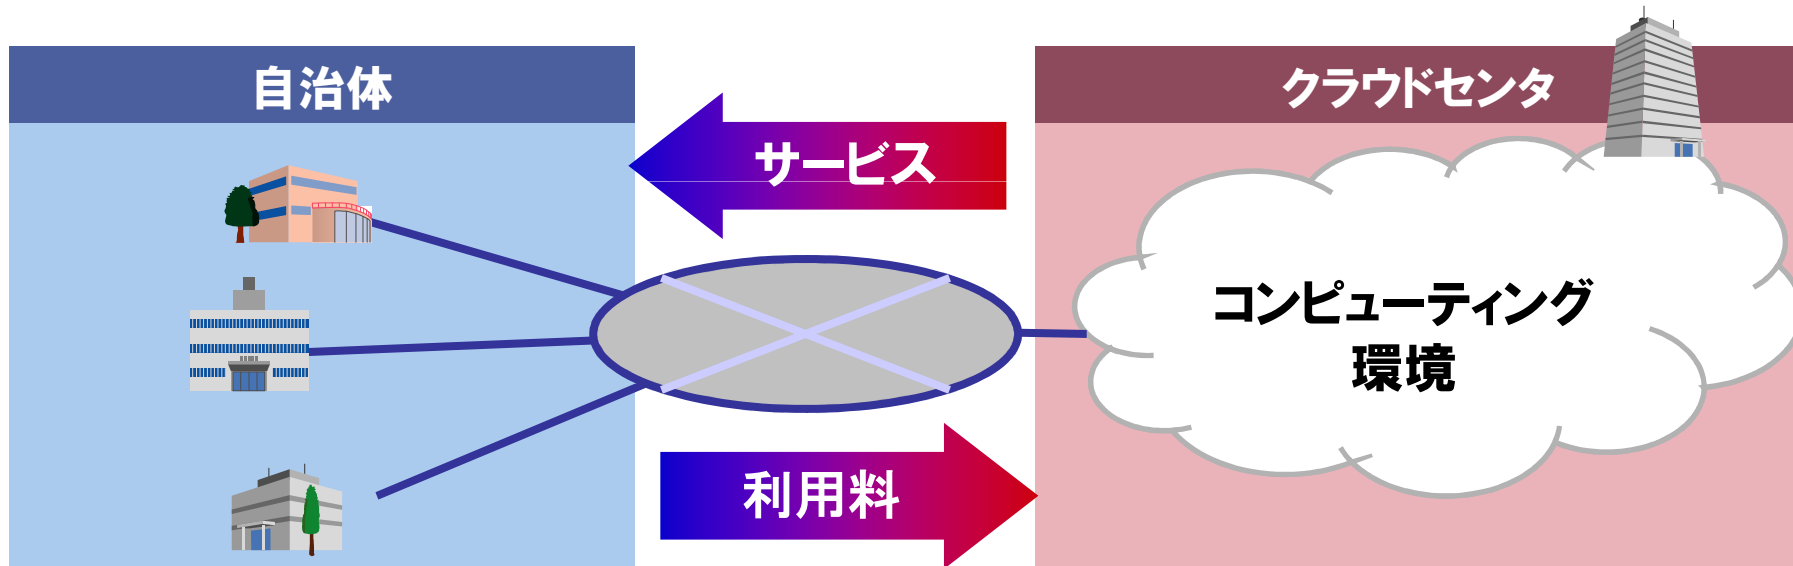 自治体
クラウドセンタ
サービス
コンピューティング
環境
利用料